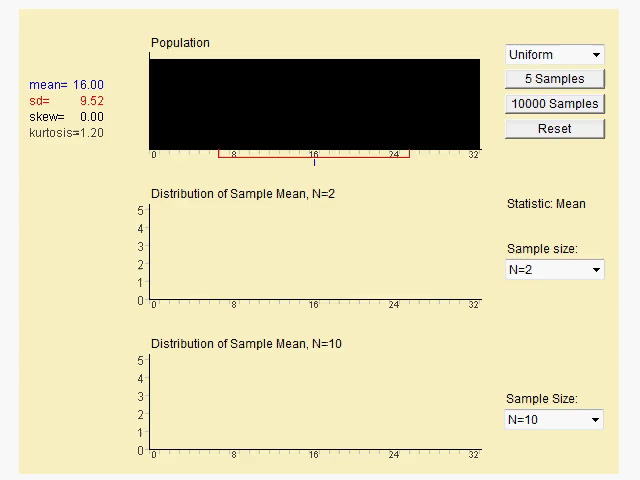 Population
mean= 16.00
sd= 9.52
skew= 0.00
kurtosis=-1.20
0 8 16 24 32
Uniform
5 Samples
10000 Samples
Reset
Distribution of Sample Mean, N=2
5
4
3
2
1
0
0 8 16 24 32
Statistic: Mean
Sample size:
N=2
Distribution of Sample Mean, N=10
5
4
3
2
1
0
0 8 16 24 32
Sample Size:
N=10